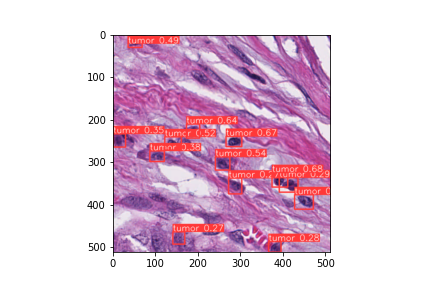 0
tumor 0.49
100
200
tumor 0.64
tumor 0.35
tumor 0.52
tumor 0.67
tumor 0.38
tumor 0.54
300
tumor 0.68
tumor
tumor
400
tumor 0.27
tumor 0.28
500
0 100 200 300 400 500